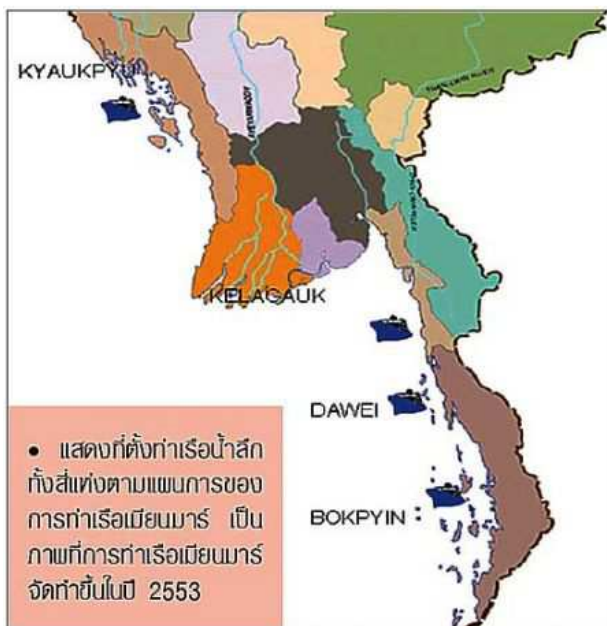 KYAUKPYU
KELAGAUK
DAWEI
BOKPYIN
• แสดงที่ตั้งท่าเรือน้ำลึก
ทั้งสี่แห่งตามแผนการของ
การท่าเรือเมียนมาร์ เป็น
ภาพที่การท่าเรือเมียนมาร์
จัดทำขึ้นในปี 2553